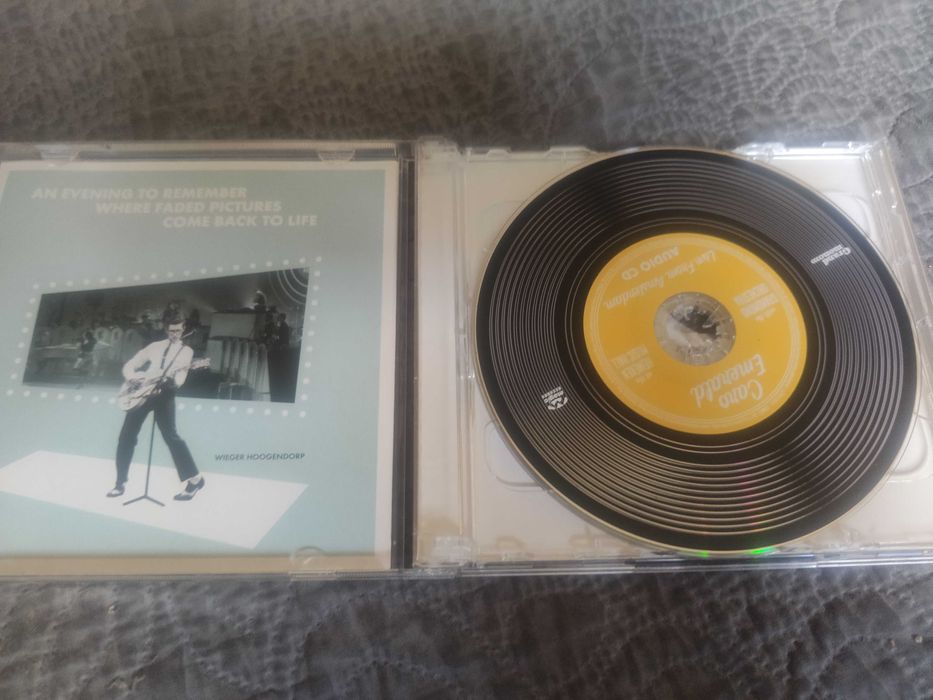 AN EVENING TO REMEMBER
WHERE FADED PICTURES
COME BACK TO LIFE
WIEGER HOOGENDORP
Caro
Emerald
Live From Amsterdam
AUDIO CD
Grand